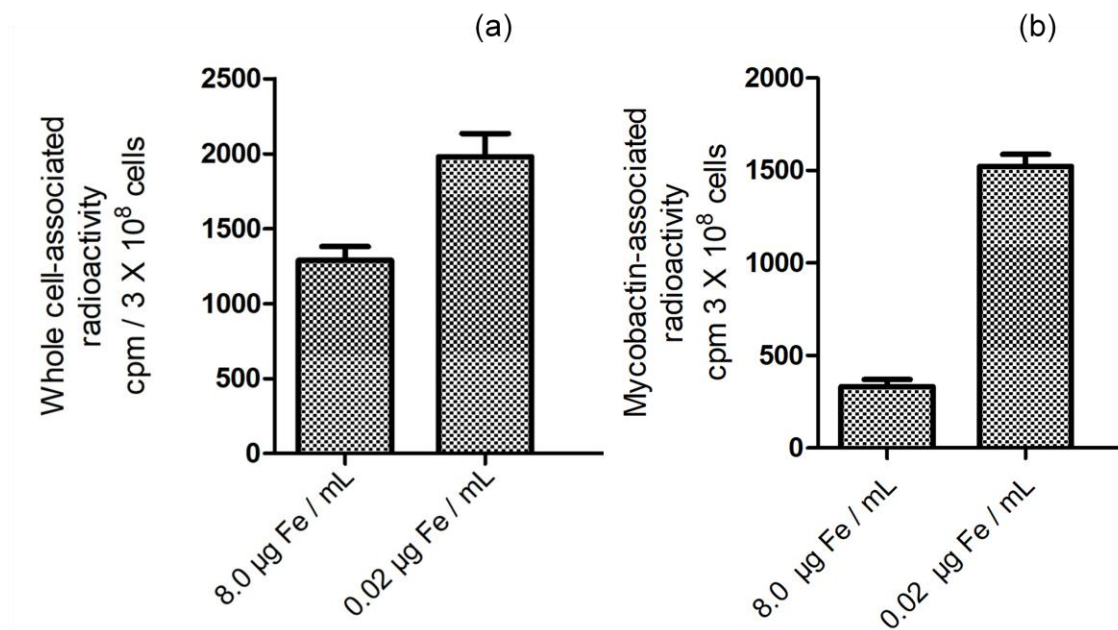 (a)
Whole cell-associated
radioactivity
cpm / 3 X 10⁸ cells
2500
2000
1500
1000
500
0
8.0 µg Fe / mL
0.02 µg Fe / mL
(b)
Mycobactin-associated
radioactivity
cpm 3 X 10⁸ cells
2000
1500
1000
500
0
8.0 µg Fe / mL
0.02 µg Fe / mL